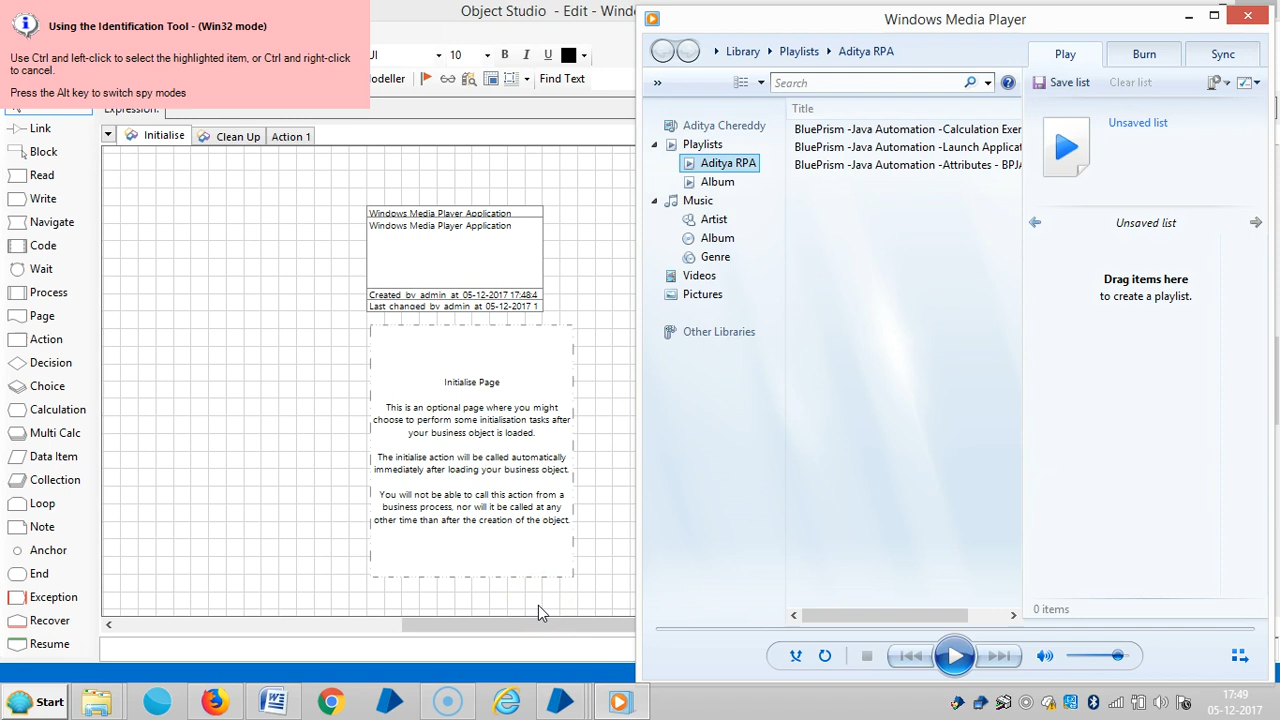 Using the Identification Tool - (Win32 mode)
Use Ctrl and left-click to select the highlighted item, or Ctrl and right-click
to cancel.
Press the Alt key to switch spy modes
Object Studio - Edit - Windo
UI
10
B
I
U
odeller
Find Text
Expression:
Link
Block
Read
Write
Navigate
Code
Wait
Process
Page
Action
Decision
Choice
Calculation
Multi Calc
Data Item
Collection
Loop
Note
Anchor
End
Exception
Recover
Resume
Initialise
Clean Up
Action 1
Windows Media Player Application
Windows Media Player Application
Created by admin at 05-12-2017 17:48:4
Last changed by admin at 05-12-2017 1
Initialise Page
This is an optional page where you might
choose to perform some initialisation tasks after
your business object is loaded.
The initialise action will be called automatically
immediately after loading your business object.
You will not be able to call this action from a
business process, nor will it be called at any
other time than after the creation of the object.
Windows Media Player
Library
Playlists
Aditya RPA
Play
Burn
Sync
»
Search
Save list
Clear list
Aditya Chereddy
Playlists
Aditya RPA
Album
Music
Artist
Album
Genre
Videos
Pictures
Other Libraries
Title
BluePrism -Java Automation -Calculation Exer
BluePrism -Java Automation -Launch Applicat
BluePrism -Java Automation -Attributes - BPJA
Unsaved list
Unsaved list
Drag items here
to create a playlist.
0 items
Start
17:49
05-12-2017